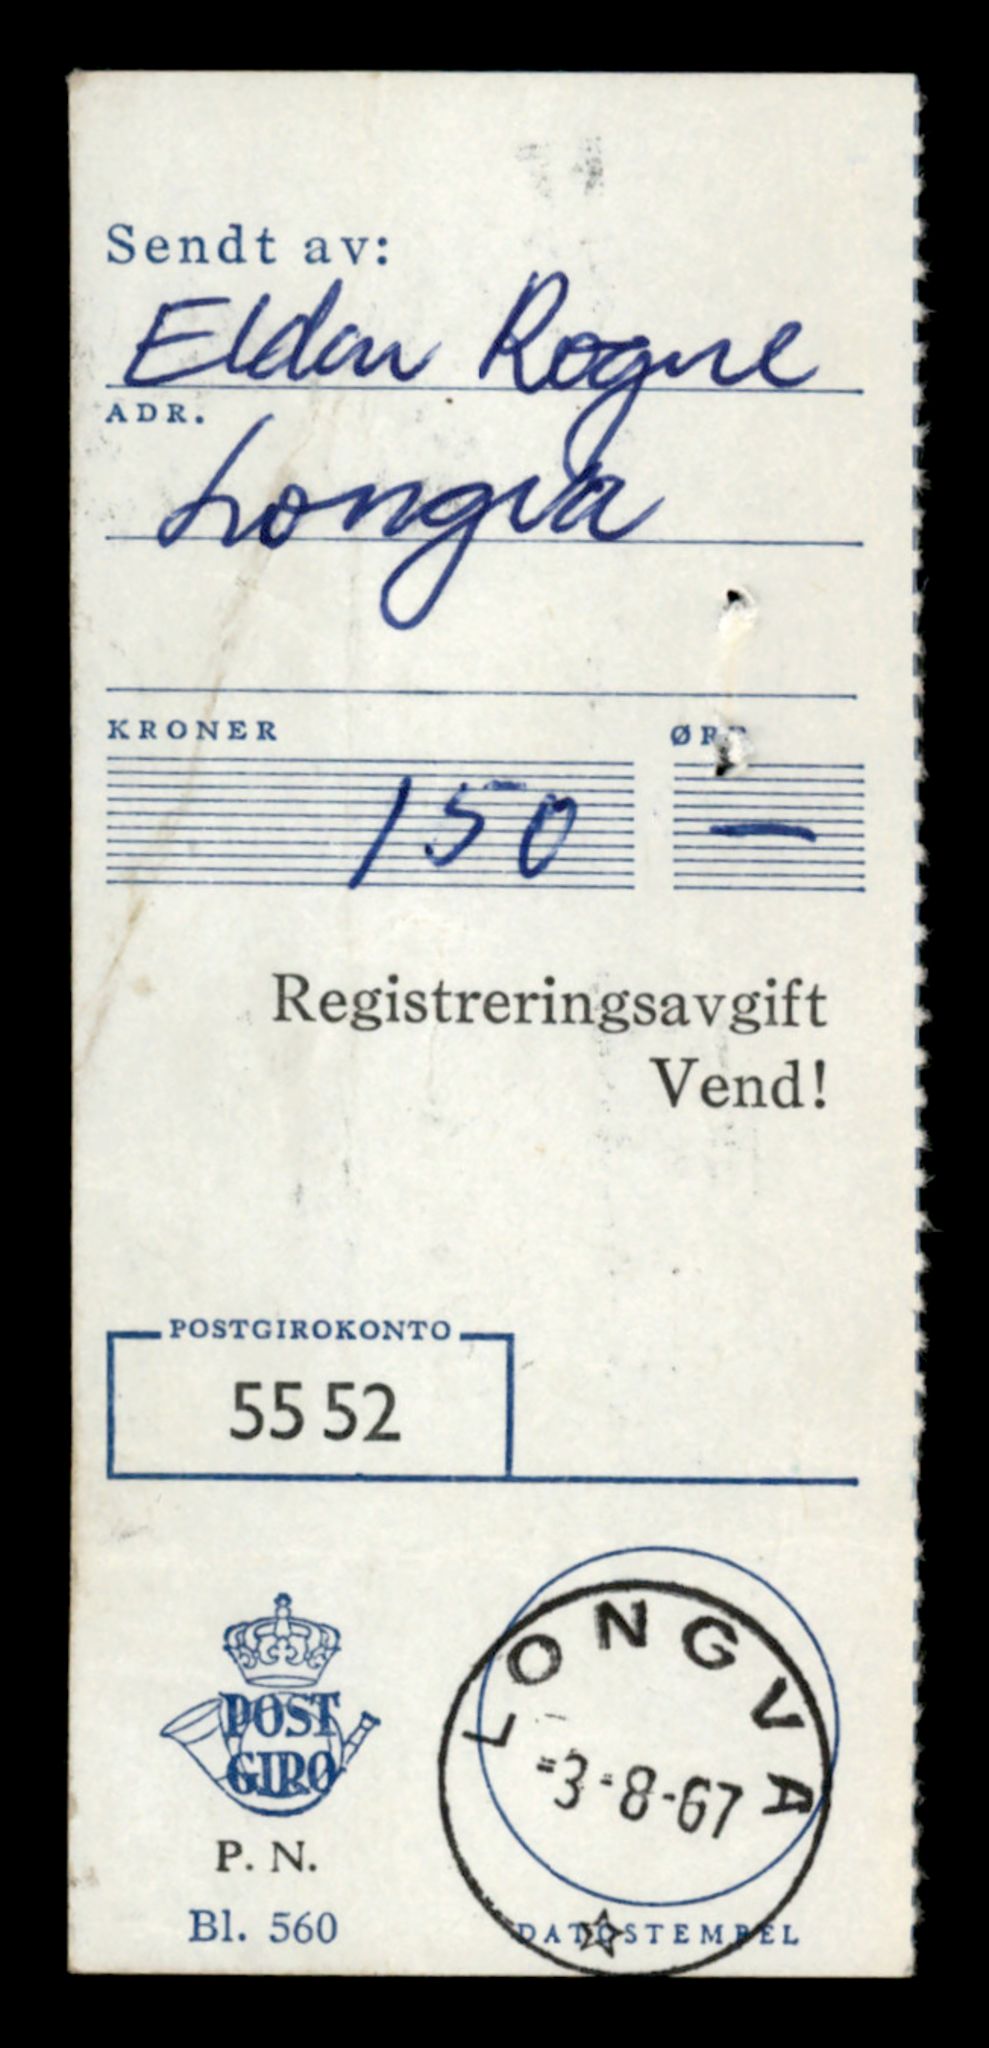 Sendt av:
Eldar Rogne
ADR.
Longva
KRONER ØRE
150 —
Registreringsavgift
Vend!
POSTGIROKONTO
55 52
POST
GIRO
P. N.
Bl. 560
LONGVA
-3-8-67
DATOSTEMPEL